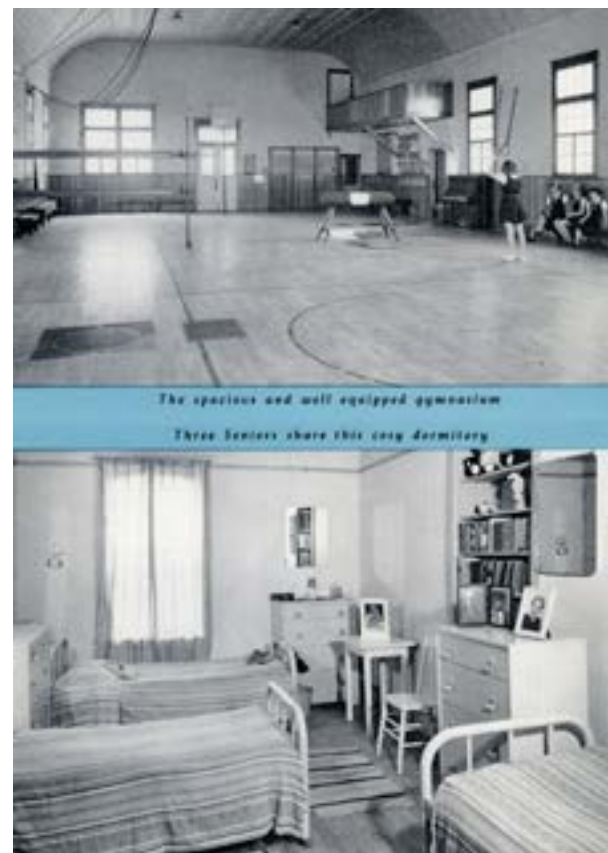 The spacious and well equipped gymnasium
Three Seniors share this cosy dormitory